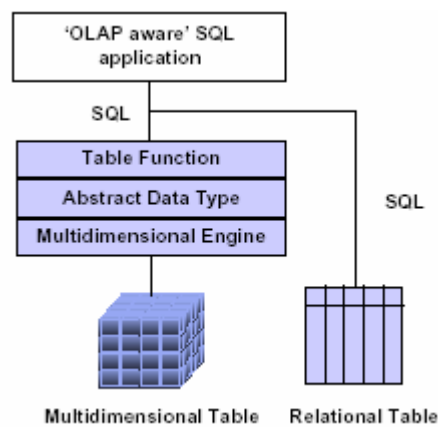 ‘OLAP aware’ SQL
application
SQL
Table Function
Abstract Data Type
SQL
Multidimensional Engine
Multidimensional Table
Relational Table